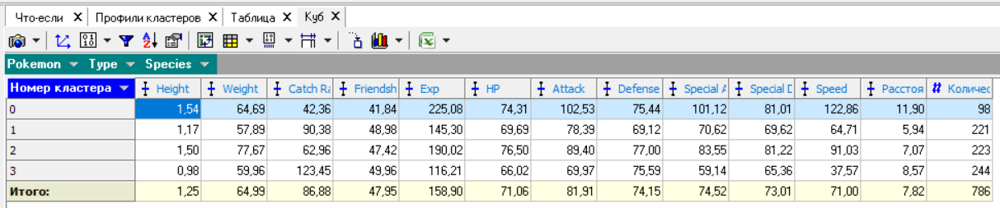 Что-если X Профили кластеров X Таблица X Куб X
Pokemon Type Species
Номер кластера Height Weight Catch Ra Friendsh Exp HP Attack Defense Special A Special D Speed Расстоя # Количес
0 1,54 64,69 42,36 41,84 225,08 74,31 102,53 75,44 101,12 81,01 122,86 11,90 98
1 1,17 57,89 90,38 48,98 145,30 69,69 78,39 69,12 70,62 69,62 64,71 5,94 221
2 1,50 77,67 62,96 47,42 190,02 76,50 89,40 77,00 83,55 81,22 91,03 7,07 223
3 0,98 59,96 123,45 49,96 116,21 66,02 69,97 75,59 59,14 65,36 37,57 8,57 244
Итого: 1,25 64,99 86,88 47,95 158,90 71,06 81,91 74,15 74,52 73,01 71,00 7,82 786